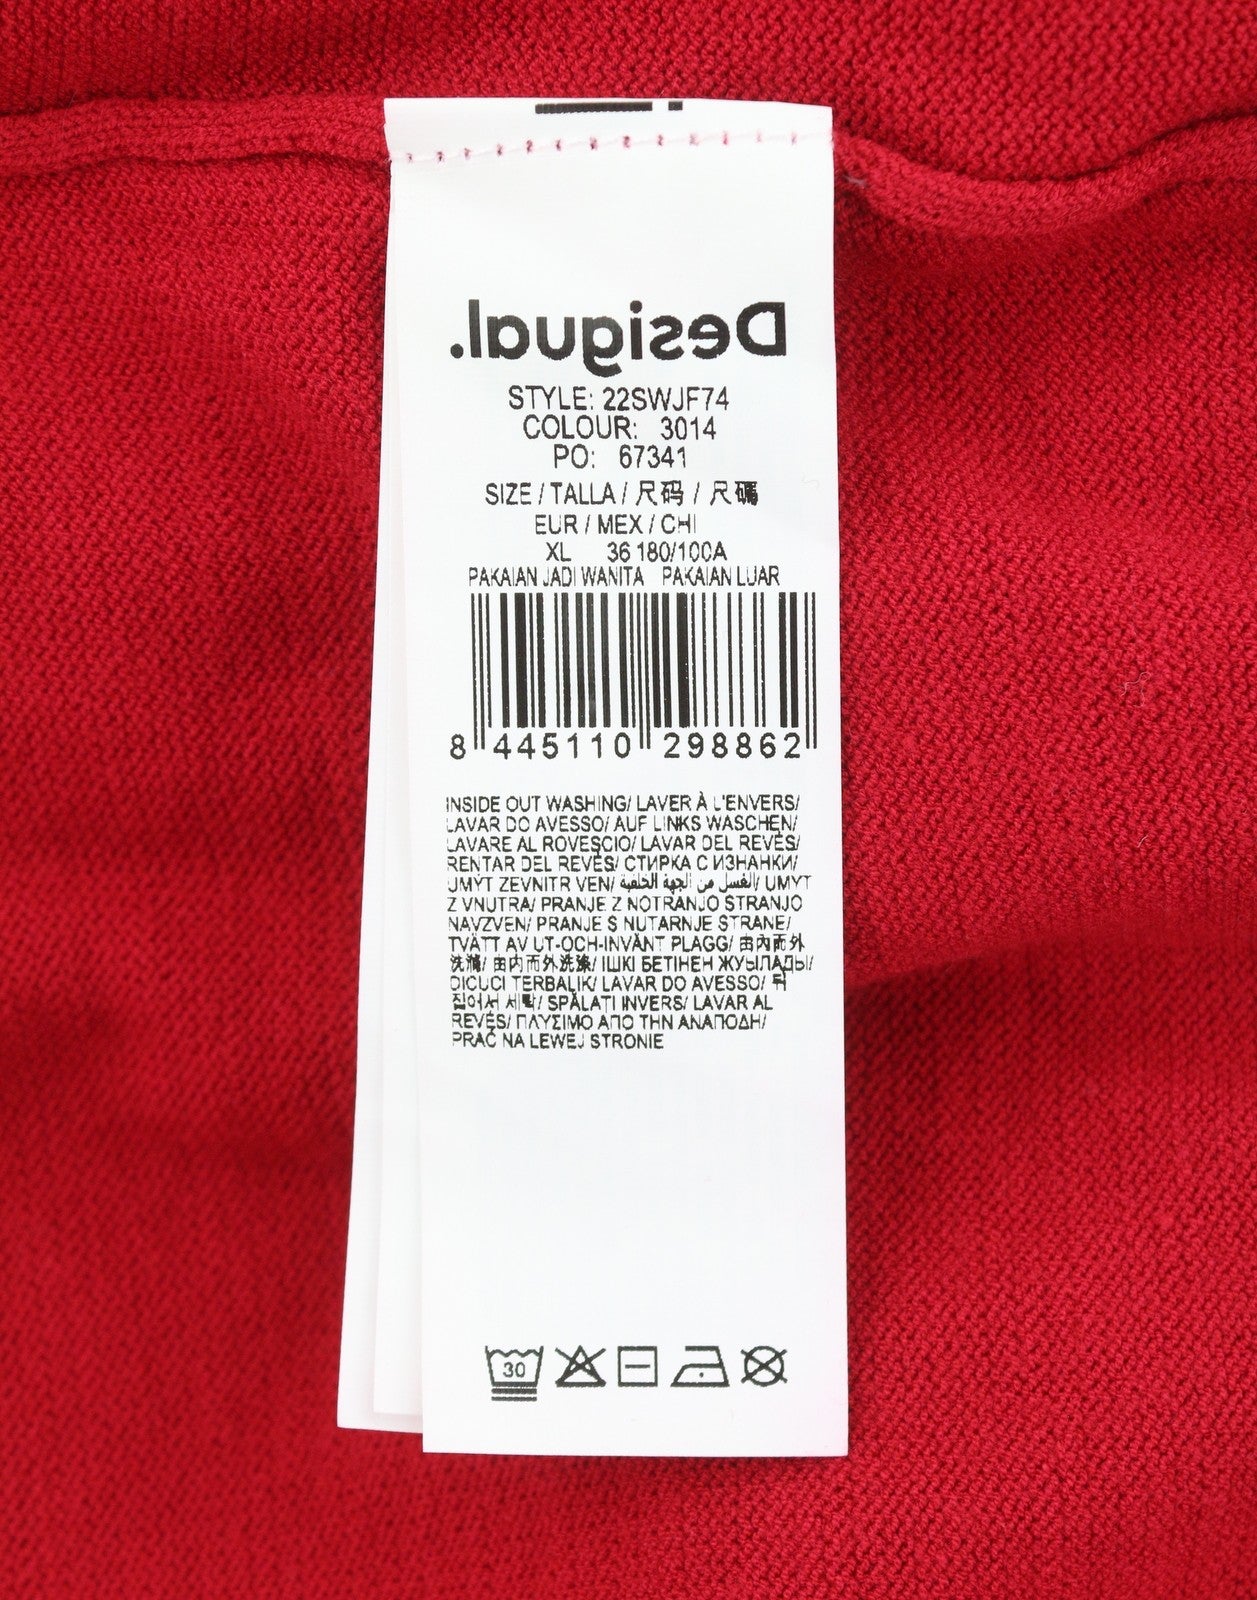 Desigual.
STYLE: 22SWJF74
COLOUR: 3014
PO: 67341
SIZE / TALLA / 尺码 / 尺碼
EUR / MEX / CHI
XL 36 180/100A
PAKAIAN JADI WANITA PAKAIAN LUAR
8 445110 298862
INSIDE OUT WASHING/ LAVER À L'ENVERS/
LAVAR DO AVESSO/ AUF LINKS WASCHEN/
LAVARE AL ROVESCIO/ LAVAR DEL REVÉS/
RENTAR DEL REVÉS/ СТИРКА С ИЗНАНКИ/
UMÝT ZEVNITŘ VEN/ الغسل من الجهة الخلفية/ UMYŤ
Z VNÚTRA/ PRANJE Z NOTRANJO STRANJO
NAVZVEN/ PRANJE S NUTARNJE STRANE/
TVÄTT AV UT-OCH-INVÄNT PLAGG/ 由內而外
洗滌/ 由内而外洗涤/ ІШКІ БЕТІНЕН ЖУЫЛАДЫ/
DICUCI TERBALIK/ LAVAR DO AVESSO/ 뒤
집어서 세탁/ SPĂLAȚI INVERS/ LAVAR AL
REVÉS/ ΠΛΥΣΙΜΟ ΑΠΟ ΤΗΝ ΑΝΑΠΟΔΗ/
PRAĆ NA LEWEJ STRONIE
30